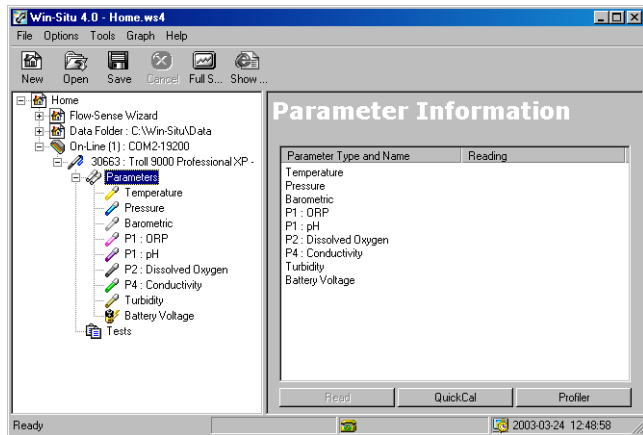 Win-Situ 4.0 - Home.ws4
File Options Tools Graph Help
New Open Save Cancel Full S... Show ...
Home
Flow-Sense Wizard
Data Folder : C:\Win-Situ\Data
On-Line (1) : COM2-19200
30663 : Troll 9000 Professional XP -
Parameters
Temperature
Pressure
Barometric
P1 : ORP
P1 : pH
P2 : Dissolved Oxygen
P4 : Conductivity
Turbidity
Battery Voltage
Tests
Parameter Information
Parameter Type and Name Reading
Temperature
Pressure
Barometric
P1 : ORP
P1 : pH
P2 : Dissolved Oxygen
P4 : Conductivity
Turbidity
Battery Voltage
Read QuickCal Profiler
Ready 2003-03-24 12:48:58